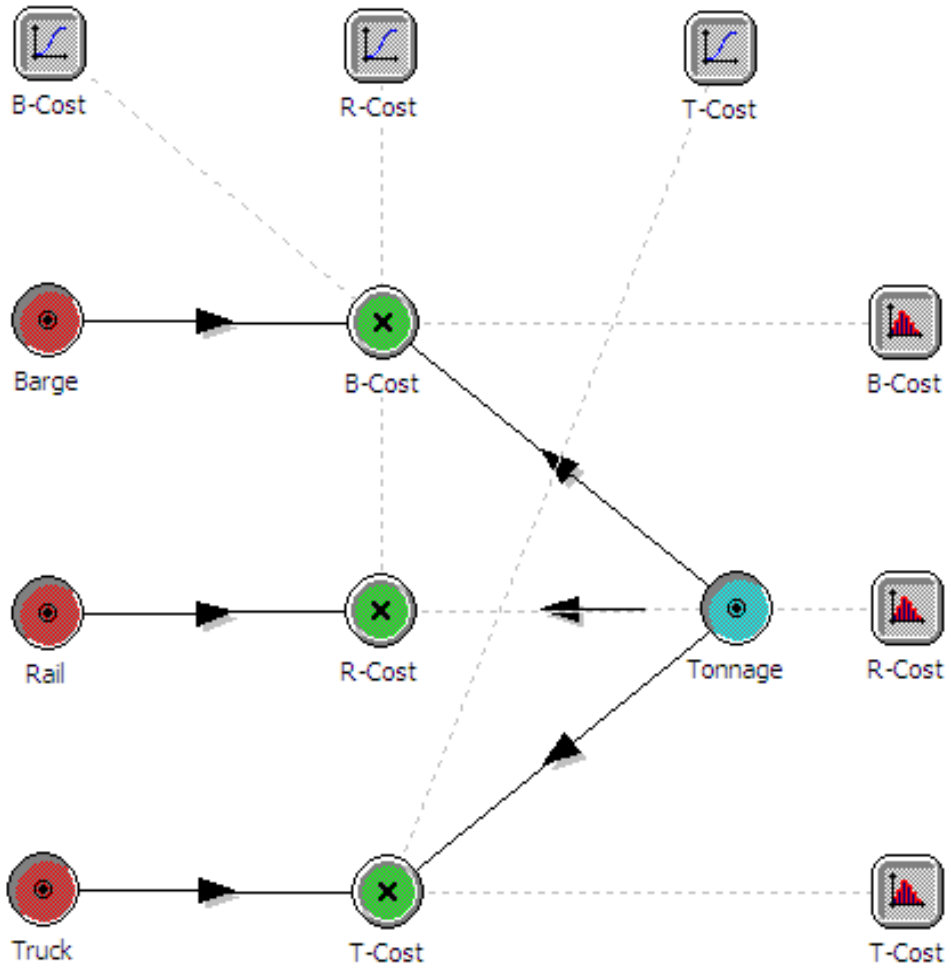 B-Cost
R-Cost
T-Cost
Barge
B-Cost
B-Cost
Rail
R-Cost
Tonnage
R-Cost
Truck
T-Cost
T-Cost